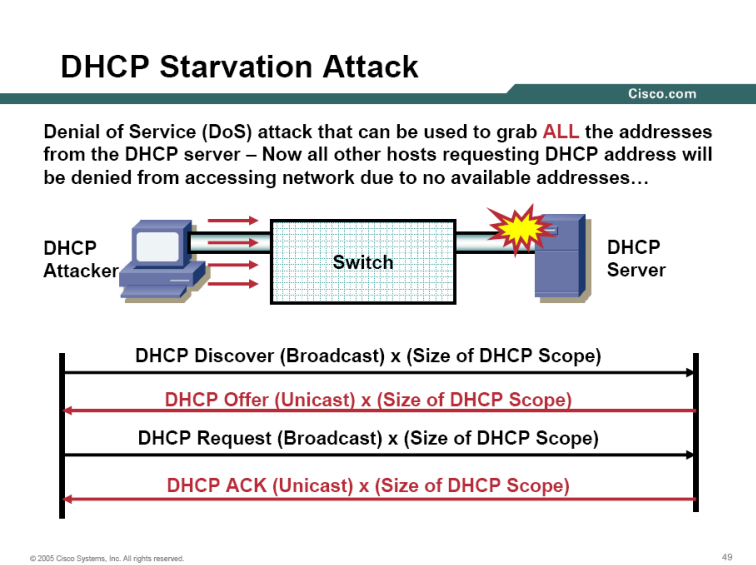 DHCP Starvation Attack
Cisco.com
Denial of Service (DoS) attack that can be used to grab ALL the addresses
from the DHCP server – Now all other hosts requesting DHCP address will
be denied from accessing network due to no available addresses…
DHCP
Attacker
Switch
DHCP
Server
DHCP Discover (Broadcast) x (Size of DHCP Scope)
DHCP Offer (Unicast) x (Size of DHCP Scope)
DHCP Request (Broadcast) x (Size of DHCP Scope)
DHCP ACK (Unicast) x (Size of DHCP Scope)
© 2005 Cisco Systems, Inc. All rights reserved.
49